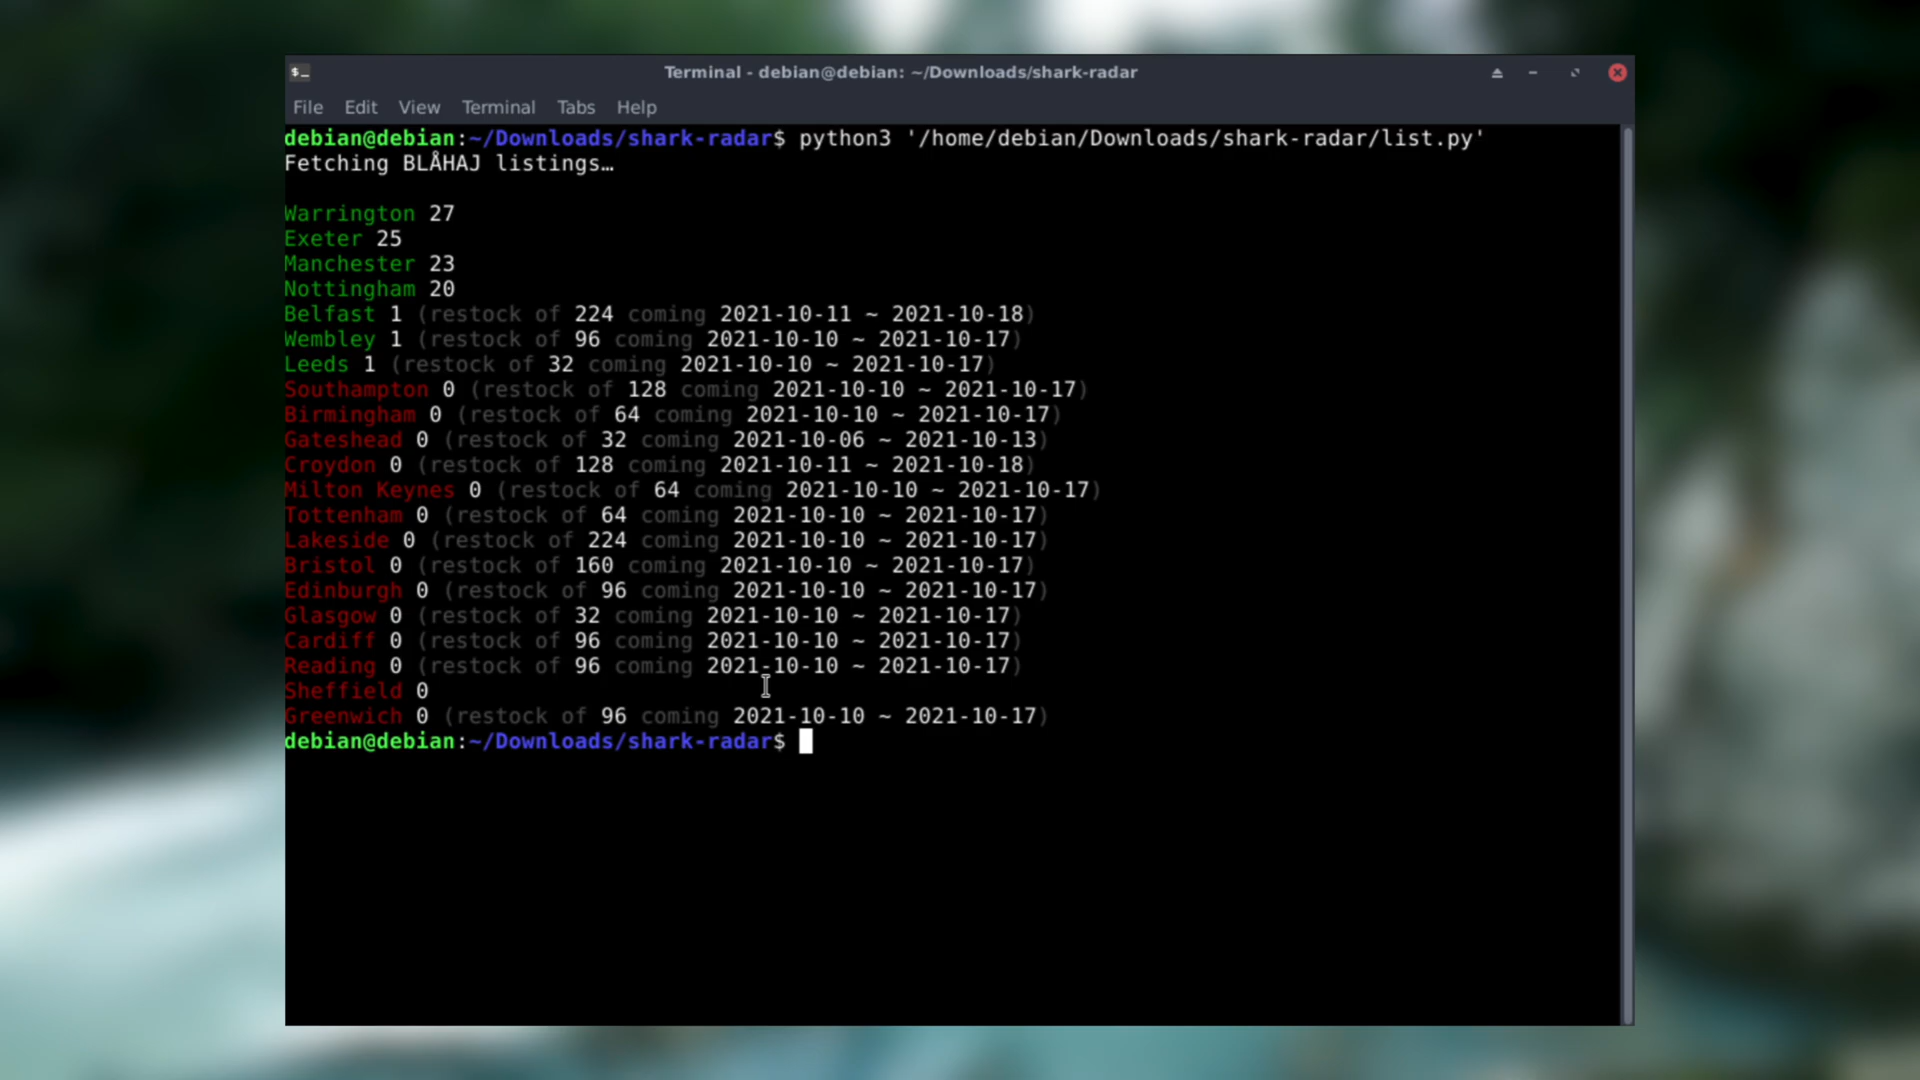 $_
Terminal - debian@debian: ~/Downloads/shark-radar
File Edit View Terminal Tabs Help
debian@debian:~/Downloads/shark-radar$ python3 '/home/debian/Downloads/shark-radar/list.py'
Fetching BLÅHAJ listings…
Warrington 27
Exeter 25
Manchester 23
Nottingham 20
Belfast 1 (restock of 224 coming 2021-10-11 ~ 2021-10-18)
Wembley 1 (restock of 96 coming 2021-10-10 ~ 2021-10-17)
Leeds 1 (restock of 32 coming 2021-10-10 ~ 2021-10-17)
Southampton 0 (restock of 128 coming 2021-10-10 ~ 2021-10-17)
Birmingham 0 (restock of 64 coming 2021-10-10 ~ 2021-10-17)
Gateshead 0 (restock of 32 coming 2021-10-06 ~ 2021-10-13)
Croydon 0 (restock of 128 coming 2021-10-11 ~ 2021-10-18)
Milton Keynes 0 (restock of 64 coming 2021-10-10 ~ 2021-10-17)
Tottenham 0 (restock of 64 coming 2021-10-10 ~ 2021-10-17)
Lakeside 0 (restock of 224 coming 2021-10-10 ~ 2021-10-17)
Bristol 0 (restock of 160 coming 2021-10-10 ~ 2021-10-17)
Edinburgh 0 (restock of 96 coming 2021-10-10 ~ 2021-10-17)
Glasgow 0 (restock of 32 coming 2021-10-10 ~ 2021-10-17)
Cardiff 0 (restock of 96 coming 2021-10-10 ~ 2021-10-17)
Reading 0 (restock of 96 coming 2021-10-10 ~ 2021-10-17)
Sheffield 0
Greenwich 0 (restock of 96 coming 2021-10-10 ~ 2021-10-17)
debian@debian:~/Downloads/shark-radar$